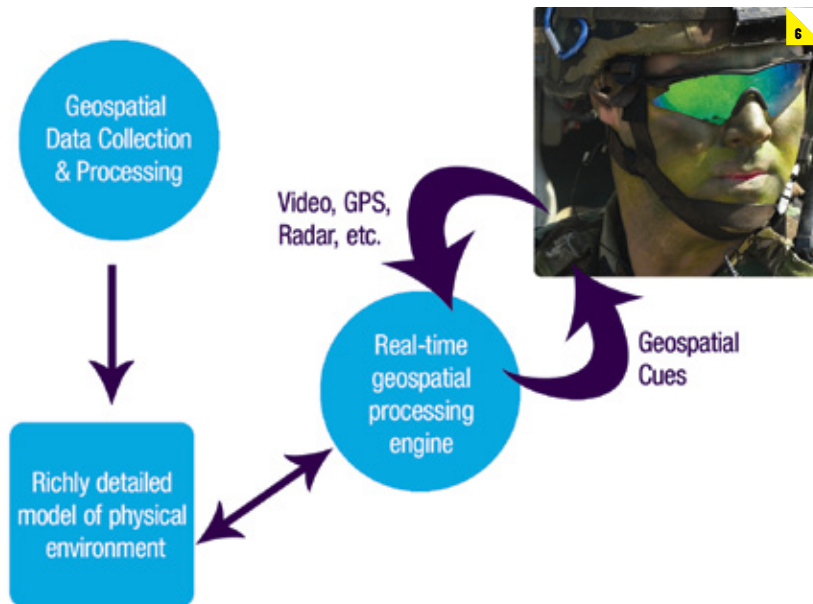 6
Geospatial
Data Collection
& Processing
Video, GPS,
Radar, etc.
Real-time
geospatial
processing
engine
Geospatial
Cues
Richly detailed
model of physical
environment